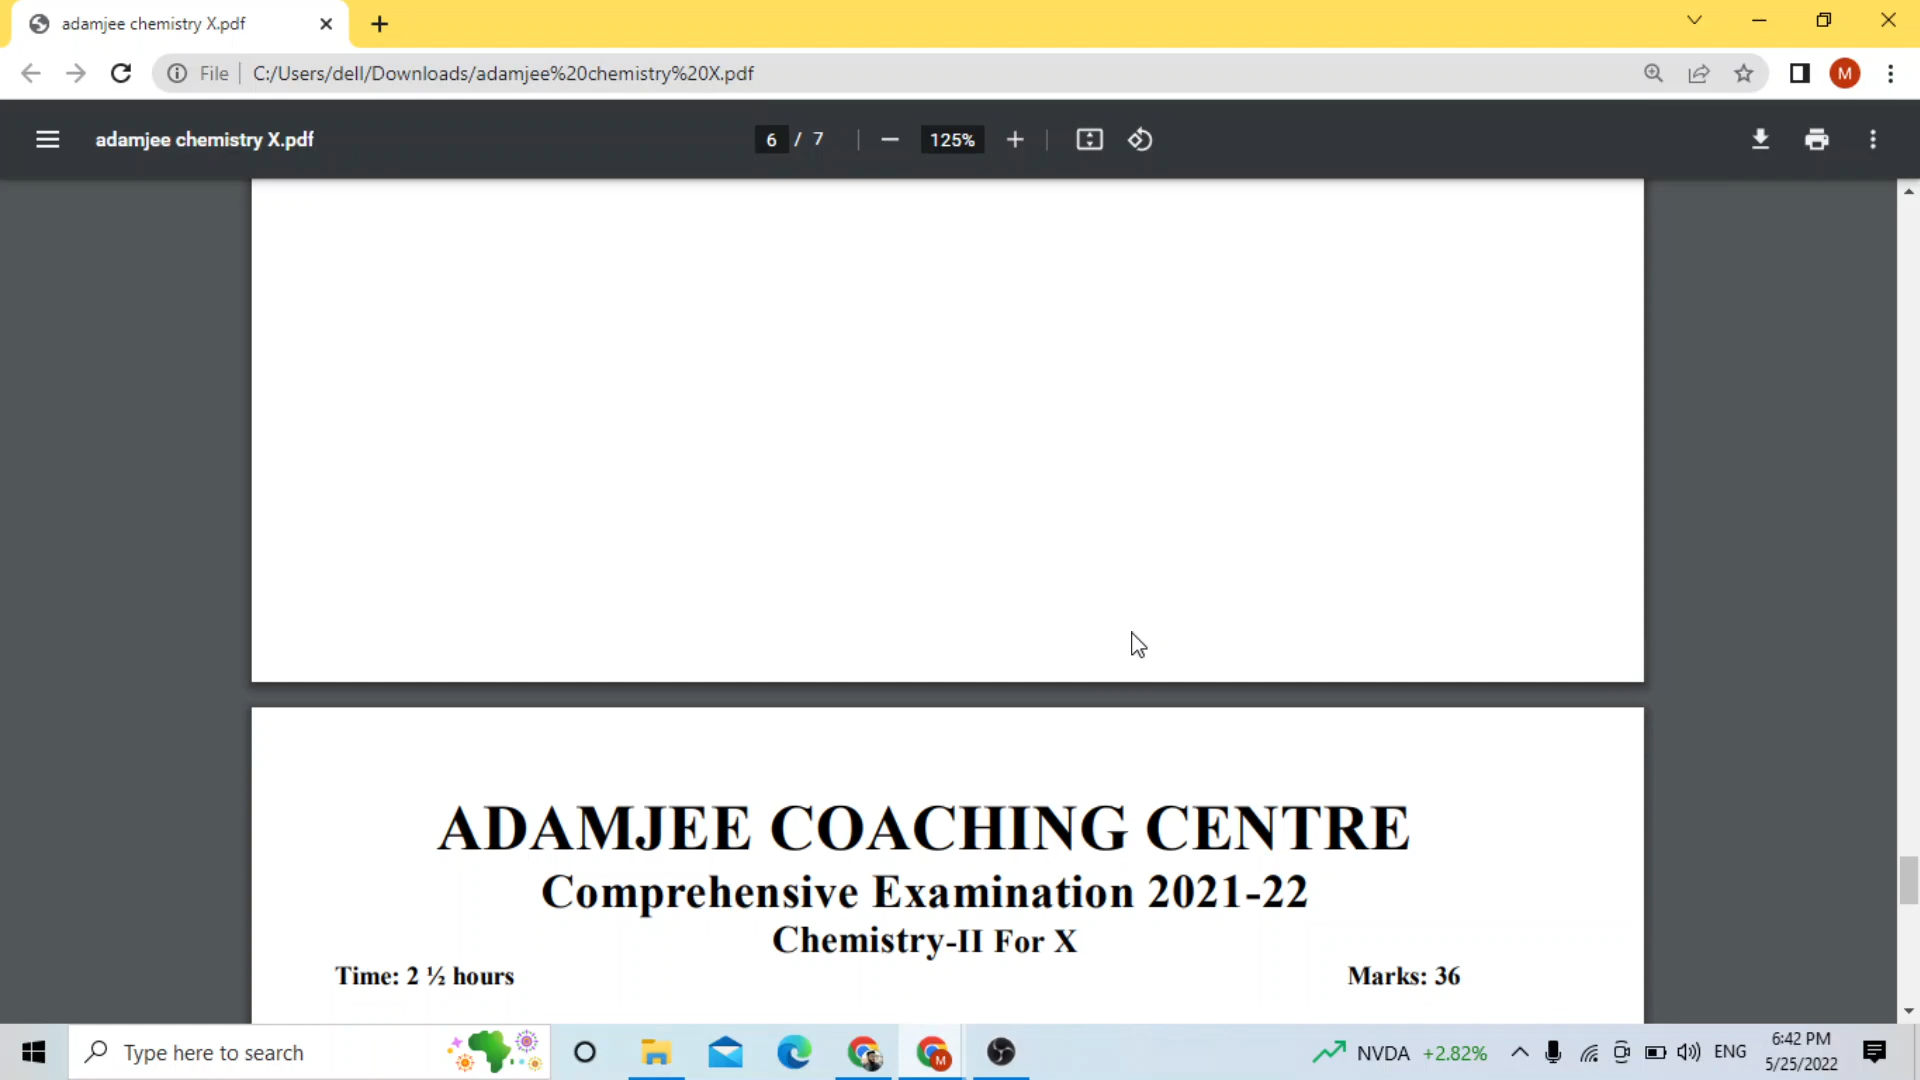 adamjee chemistry X.pdf
File
C:/Users/dell/Downloads/adamjee%20chemistry%20X.pdf
M
adamjee chemistry X.pdf
6 / 7
125%
ADAMJEE COACHING CENTRE
Comprehensive Examination 2021-22
Chemistry-II For X
Time: 2 ½ hours
Marks: 36
Type here to search
M
NVDA +2.82%
ENG
6:42 PM
5/25/2022